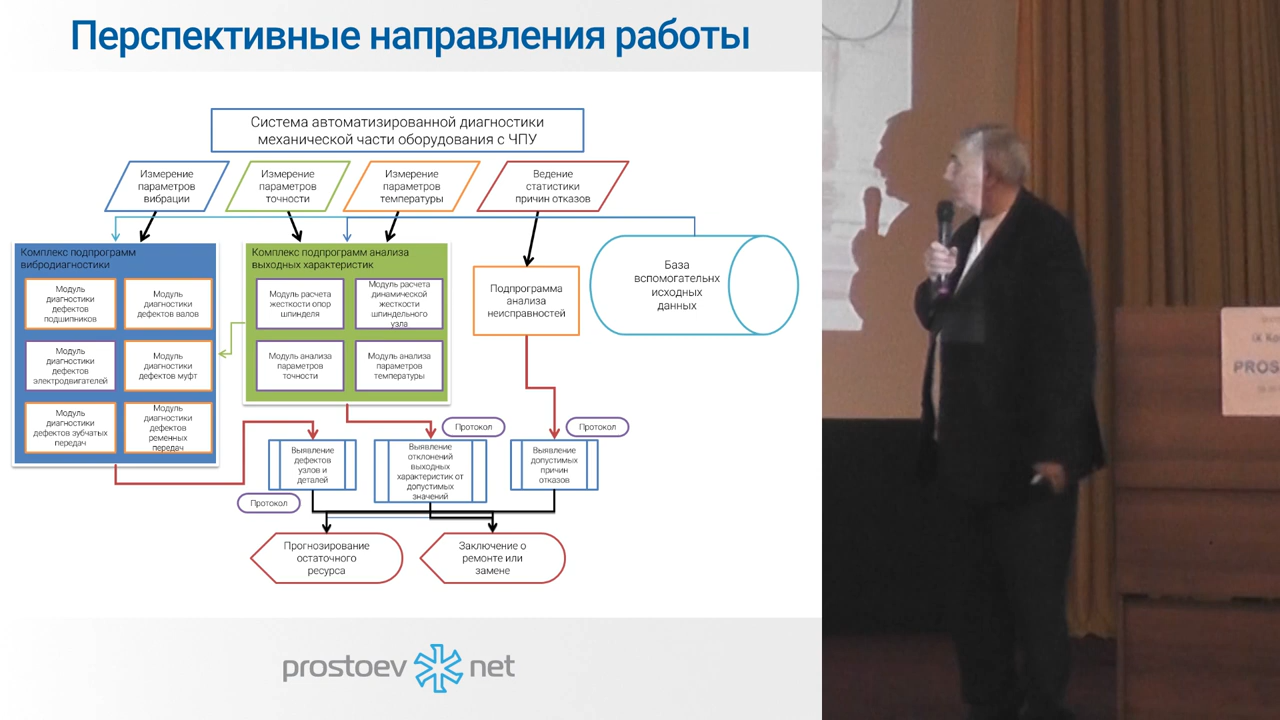 Перспективные направления работы
Система автоматизированной диагностики
механической части оборудования с ЧПУ
Измерение
параметров
вибрации
Измерение
параметров
точности
Измерение
параметров
температуры
Ведение
статистики
причин отказов
Комплекс подпрограмм
вибродиагностики
Модуль
диагностики
дефектов
подшипников
Модуль
диагностики
дефектов валов
Модуль
диагностики
дефектов
электродвигателей
Модуль
диагностики
дефектов муфт
Модуль
диагностики
дефектов зубчатых
передач
Модуль
диагностики
дефектов
ременных
передач
Комплекс подпрограмм анализа
выходных характеристик
Модуль расчета
жесткости опор
шпинделя
Модуль расчета
динамической
жесткости
шпиндельного
узла
Модуль анализа
параметров
точности
Модуль анализа
параметров
температуры
Подпрограмма
анализа
неисправностей
База
вспомогательнх
исходных
данных
Протокол
Протокол
Выявление
дефектов
узлов и
деталей
Выявление
отклонений
выходных
характеристик от
допустимых
значений
Выявление
допустимых
причин
отказов
Протокол
Прогнозирование
остаточного
ресурса
Заключение о
ремонте или
замене
prostoev net
PROS